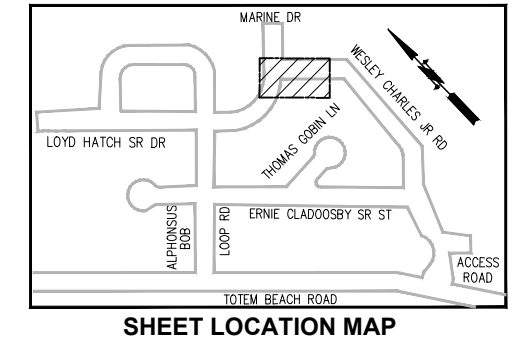 MARINE DR
WESLEY CHARLES JR RD
LOYD HATCH SR DR
THOMAS GOBIN LN
ALPHONSUS
BOB
LOOP RD
ERNIE CLADOOSBY SR ST
ACCESS
ROAD
TOTEM BEACH ROAD
SHEET LOCATION MAP